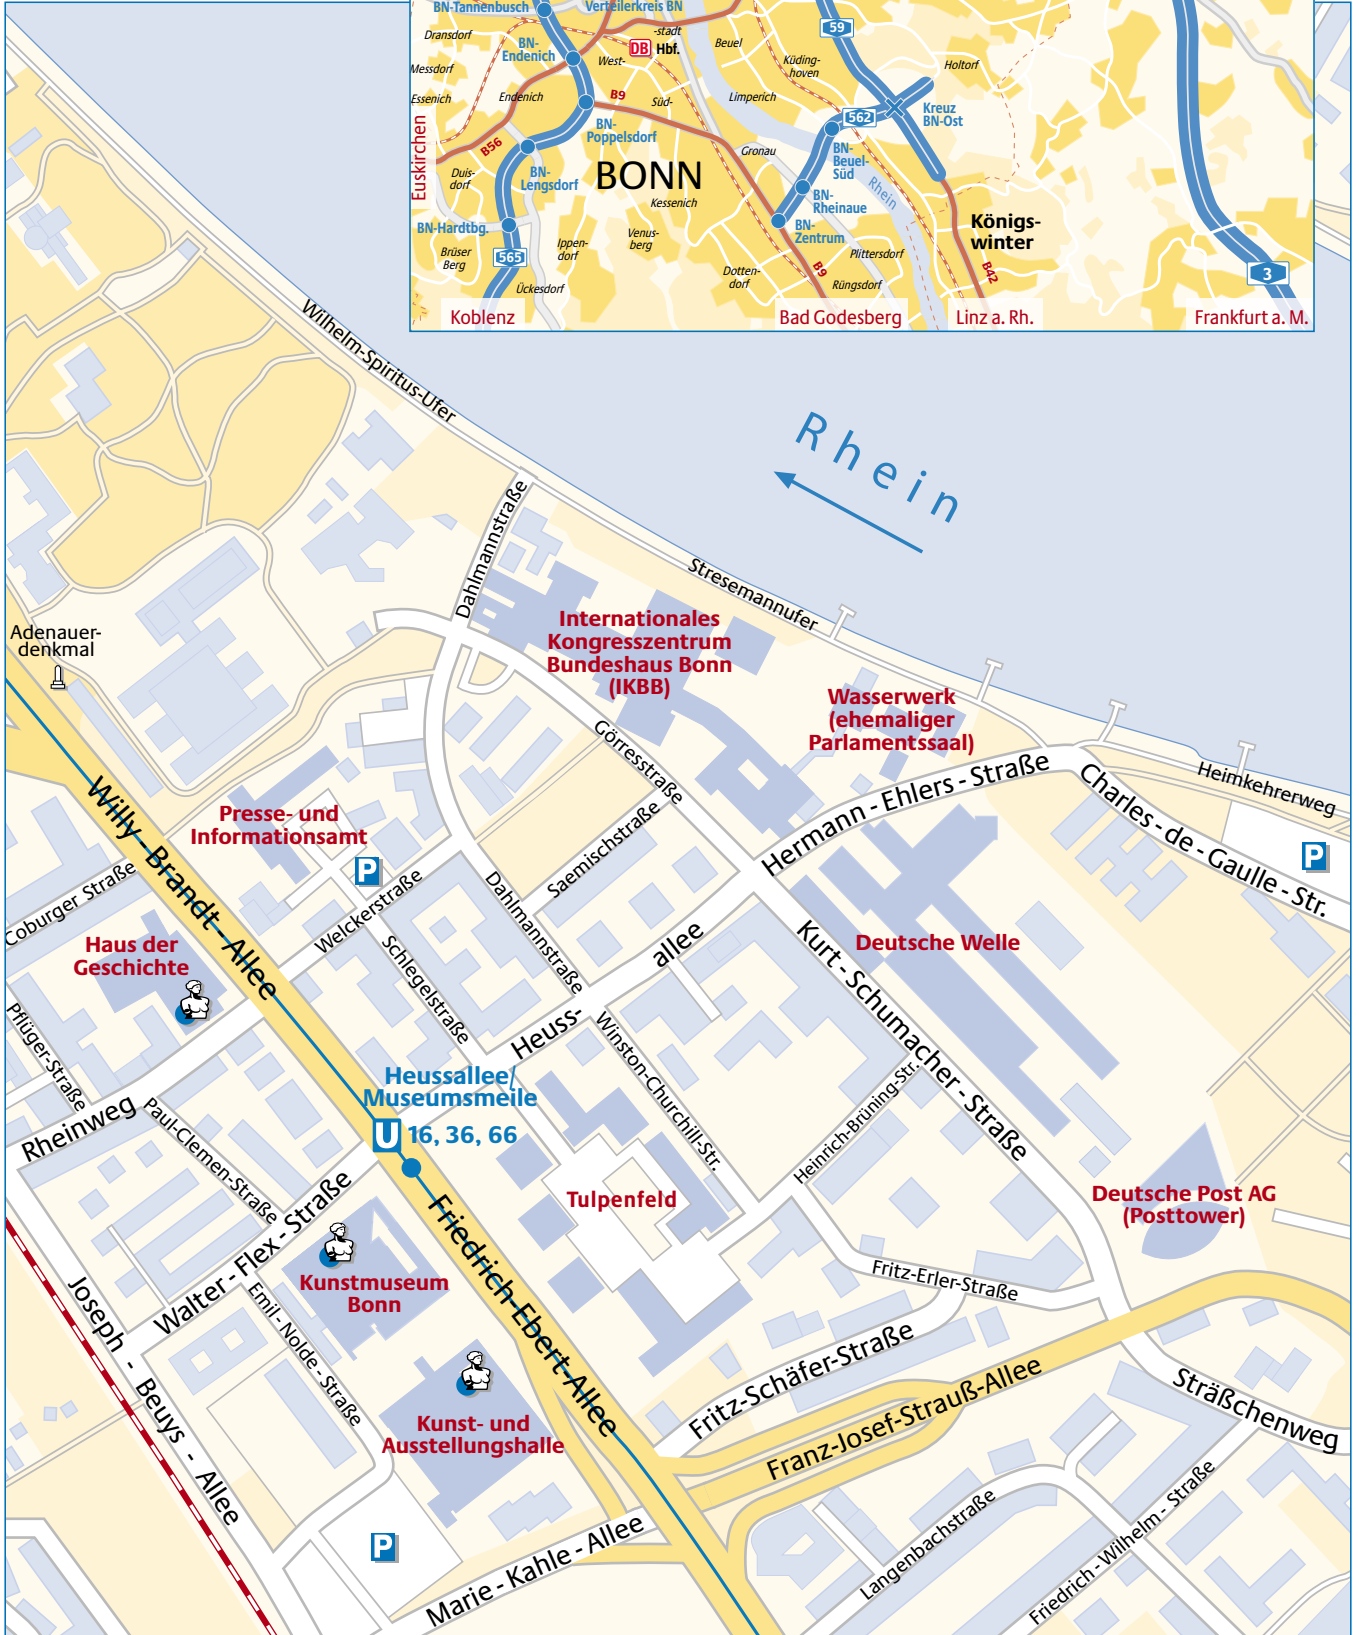 BN-Tannenbusch
Verteilerkreis BN
59
Dransdorf
-stadt
BN-
Endenich
DB Hbf.
Beuel
West-
Küding-
hoven
Holtorf
Messdorf
Essenich
Endenich
B9
Süd-
Limperich
562
Kreuz
BN-Ost
Euskirchen
B56
BN-
Poppelsdorf
Gronau
BN-
Beuel-
Süd
Duis-
dorf
BN-
Lengsdorf
BONN
Kessenich
Rhein
BN-
Rheinaue
BN-Hardtbg.
Venus-
berg
BN-
Zentrum
Königs-
winter
Brüser
Berg
565
Ippen-
dorf
Plittersdorf
Dotten-
dorf
B9
Rüngsdorf
B42
3
Ückesdorf
Koblenz
Bad Godesberg
Linz a. Rh.
Frankfurt a. M.
Wilhelm-Spiritus-Ufer
Rhein
Dahlmannstraße
Stresemannufer
Adenauer-
denkmal
Internationales
Kongresszentrum
Bundeshaus Bonn
(IKBB)
Wasserwerk
(ehemaliger
Parlamentssaal)
Görresstraße
Hermann - Ehlers - Straße
Heimkehrerweg
Charles - de - Gaulle - Str.
P
Willy - Brandt - Allee
Presse- und
Informationsamt
P
Saemischstraße
Coburger Straße
Welckerstraße
Dahlmannstraße
Haus der
Geschichte
Schlegelstraße
Heuss-
allee
Kurt - Schumacher - Straße
Deutsche Welle
Pflüger-Straße
Winston-Churchill-Str.
Heussallee/
Museumsmeile
U 16, 36, 66
Heinrich-Brüning-Str.
Rheinweg
Paul-Clemen-Straße
Tulpenfeld
Deutsche Post AG
(Posttower)
Walter - Flex - Straße
Friedrich-Ebert-Allee
Kunstmuseum
Bonn
Fritz-Erler-Straße
Joseph - Beuys - Allee
Emil - Nolde - Straße
Fritz-Schäfer-Straße
Franz-Josef-Strauß-Allee
Sträßchenweg
Kunst- und
Ausstellungshalle
P
Marie - Kahle - Allee
Langenbachstraße
Friedrich - Wilhelm - Straße